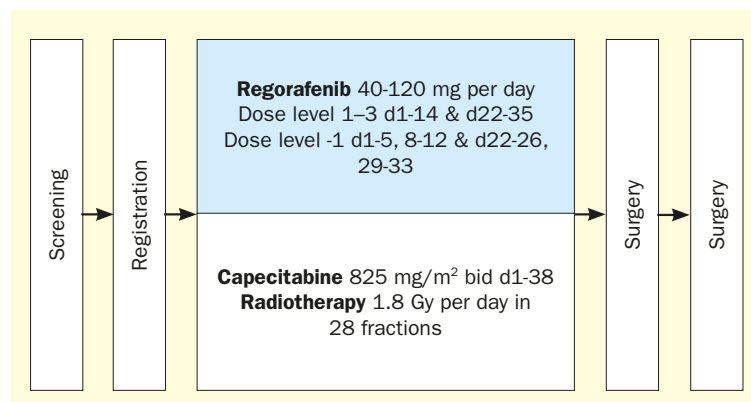 Screening
Registration
Regorafenib 40-120 mg per day
Dose level 1–3 d1-14 & d22-35
Dose level -1 d1-5, 8-12 & d22-26,
29-33
Capecitabine 825 mg/m² bid d1-38
Radiotherapy 1.8 Gy per day in
28 fractions
Surgery
Surgery